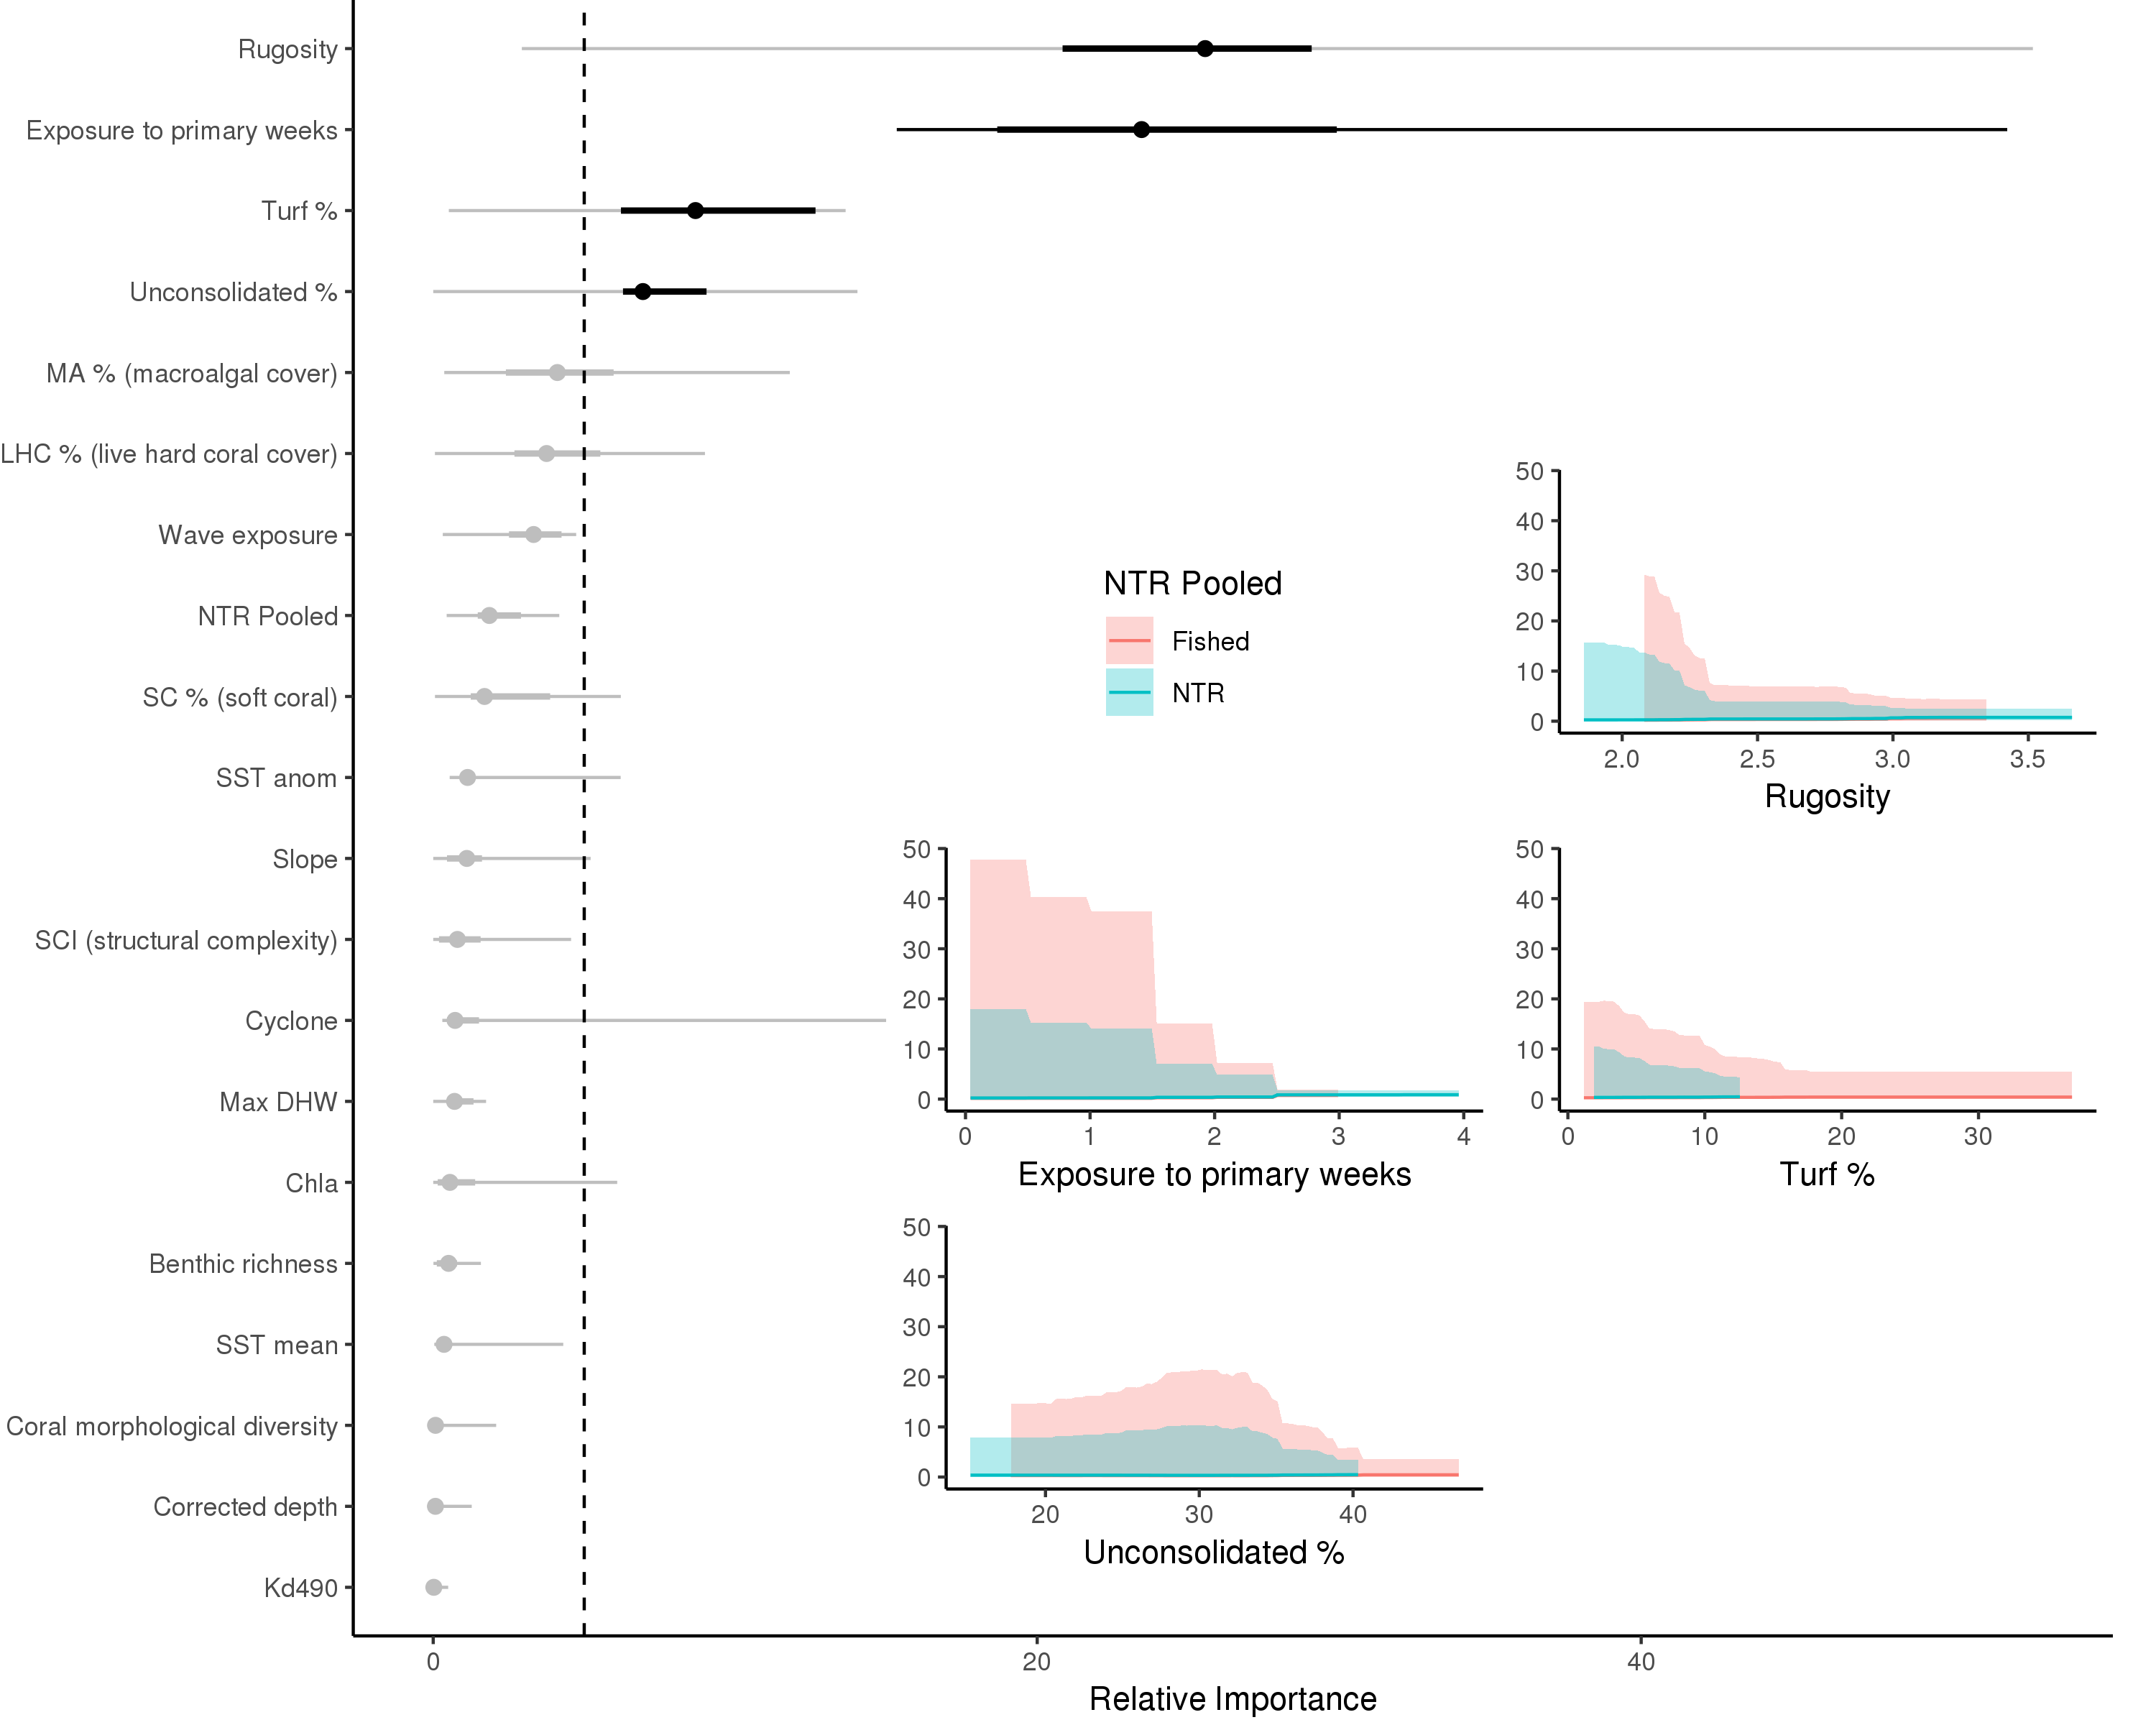 Rugosity
Exposure to primary weeks
Turf %
Unconsolidated %
MA % (macroalgal cover)
LHC % (live hard coral cover)
Wave exposure
NTR Pooled
SC % (soft coral)
SST anom
Slope
SCI (structural complexity)
Cyclone
Max DHW
Chla
Benthic richness
SST mean
Coral morphological diversity
Corrected depth
Kd490
0 20 40
Relative Importance
NTR Pooled
Fished
NTR
50
40
30
20
10
0
2.0 2.5 3.0 3.5
Rugosity
50
40
30
20
10
0
0 1 2 3 4
Exposure to primary weeks
50
40
30
20
10
0
0 10 20 30
Turf %
50
40
30
20
10
0
20 30 40
Unconsolidated %